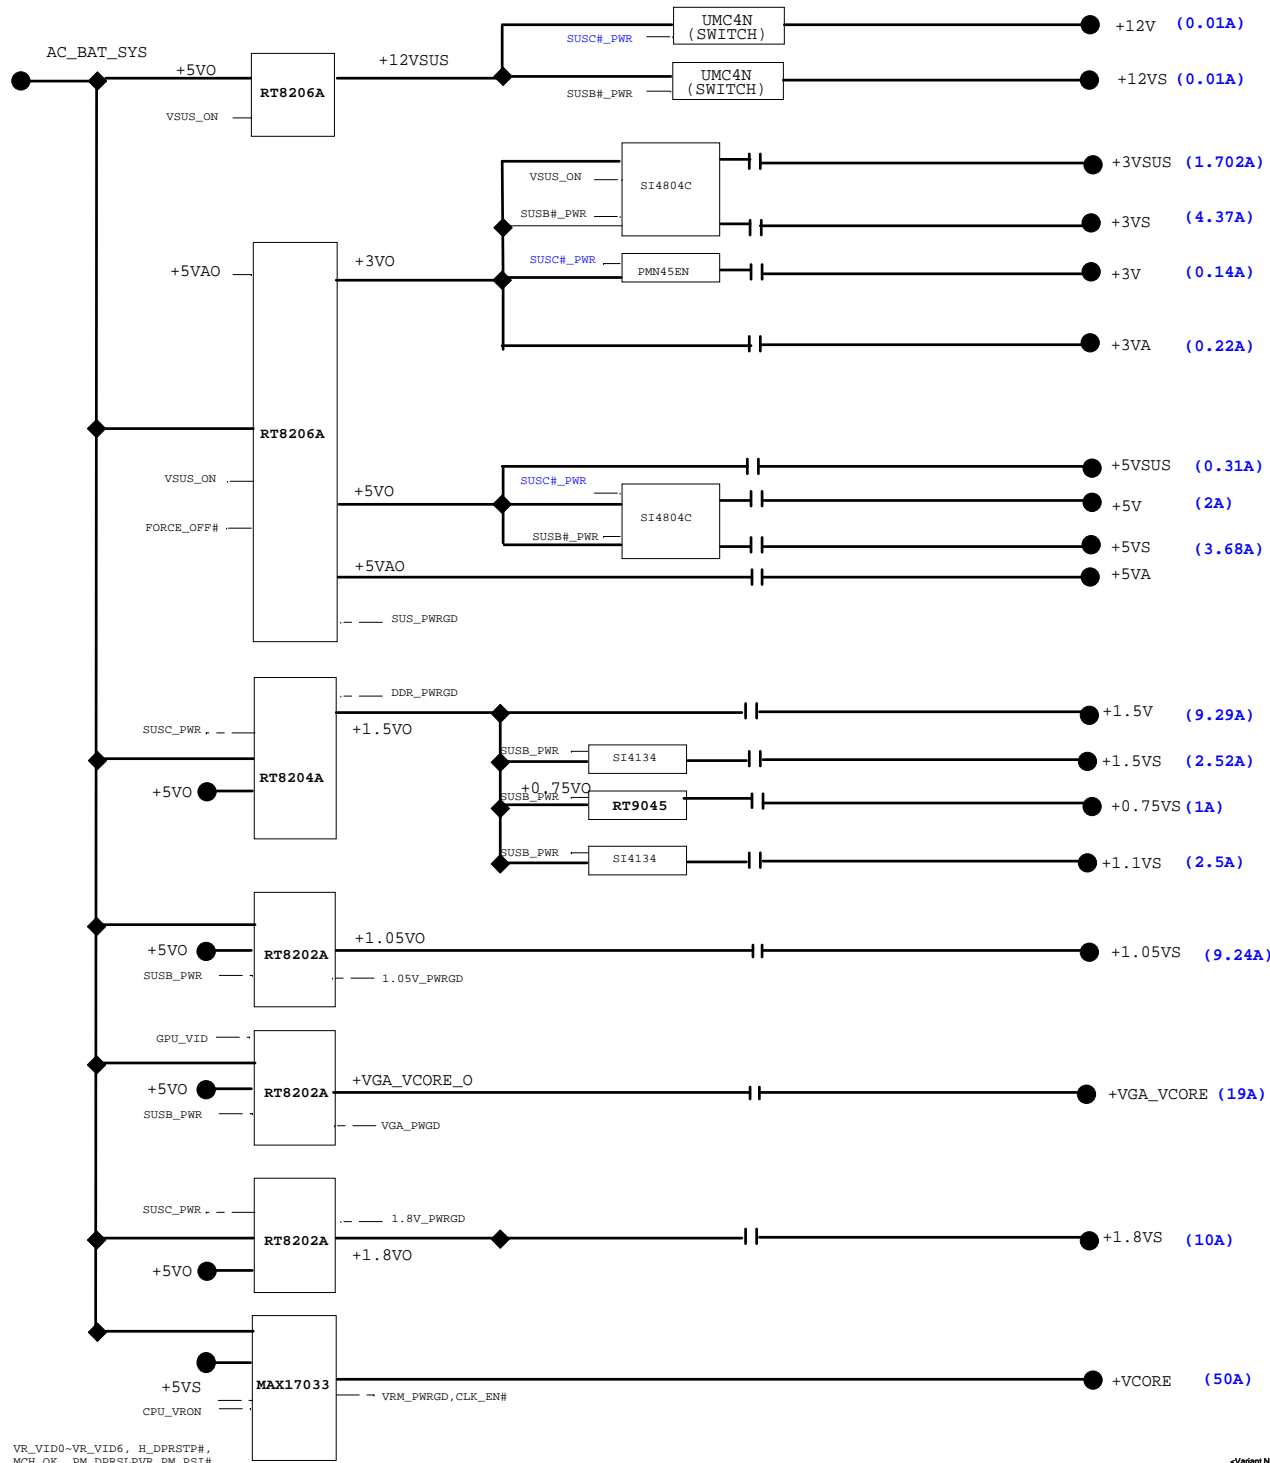 UMC4N
(SWITCH)
+12V (0.01A)
SUSC#_PWR
AC_BAT_SYS
+5VO
RT8206A
+12VSUS
UMC4N
(SWITCH)
+12VS (0.01A)
SUSB#_PWR
VSUS_ON
+3VSUS (1.702A)
VSUS_ON
SI4804C
SUSB#_PWR
+3VS (4.37A)
+5VAO
+3VO
SUSC#_PWR
PMN45EN
+3V (0.14A)
+3VA (0.22A)
RT8206A
+5VSUS (0.31A)
VSUS_ON
SUSC#_PWR
+5VO
SI4804C
+5V (2A)
FORCE_OFF#
SUSB#_PWR
+5VS (3.68A)
+5VAO
+5VA
SUS_PWRGD
DDR_PWRGD
SUSC_PWR
+1.5VO
+1.5V (9.29A)
SUSB_PWR
SI4134
+1.5VS (2.52A)
RT8204A
+5VO
+0.75VO
SUSB_PWR
RT9045
+0.75VS (1A)
SUSB_PWR
SI4134
+1.1VS (2.5A)
+1.05VO
+5VO
RT8202A
+1.05VS (9.24A)
SUSB_PWR
1.05V_PWRGD
GPU_VID
+VGA_VCORE_O
+5VO
RT8202A
+VGA_VCORE (19A)
SUSB_PWR
VGA_PWGD
SUSC_PWR
1.8V_PWRGD
RT8202A
+1.8VS (10A)
+1.8VO
+5VO
+5VS
MAX17033
+VCORE (50A)
VRM_PWRGD,CLK_EN#
CPU_VRON
VR_VID0~VR_VID6, H_DPRSTP#,
MCH_OK, PM_DPRSLPVR,PM_PSI#
<Variant N